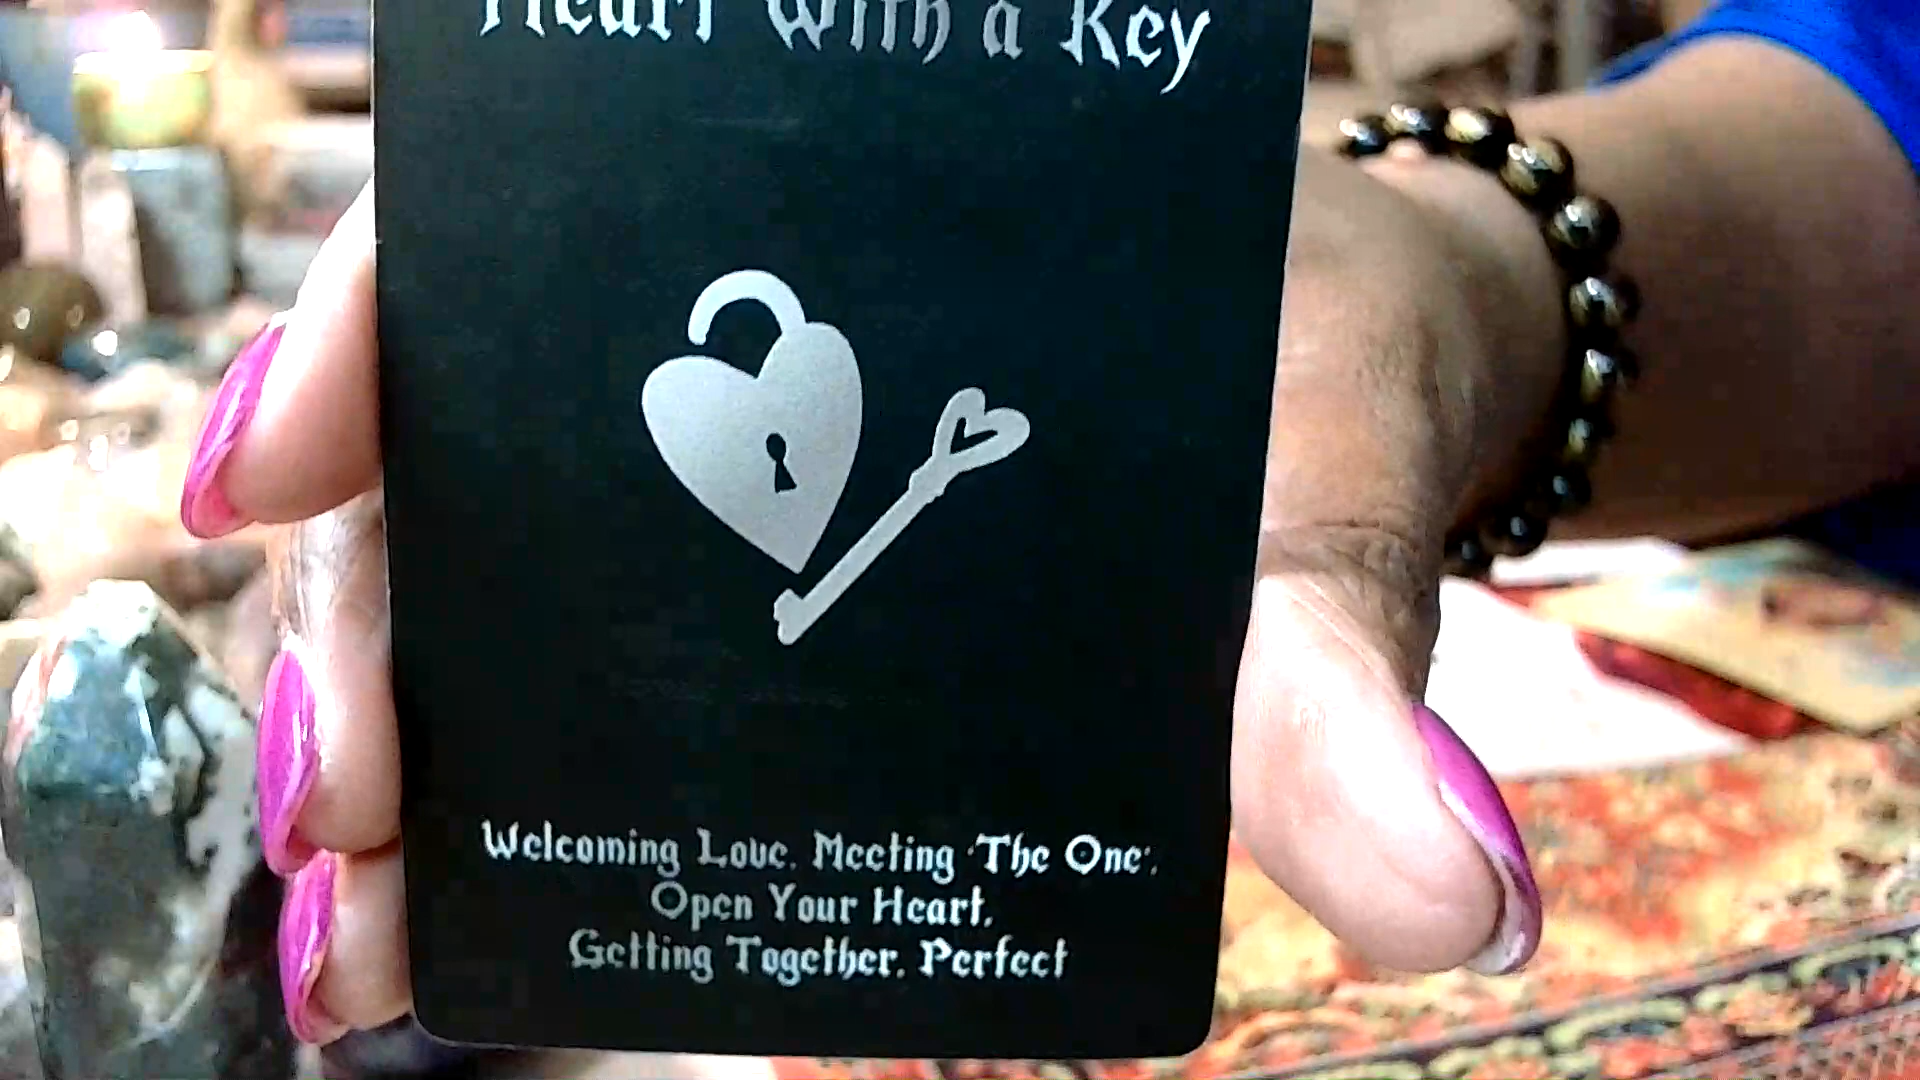 Heart With a Key
Welcoming Love. Meeting 'The One'.
Open Your Heart.
Getting Together. Perfect